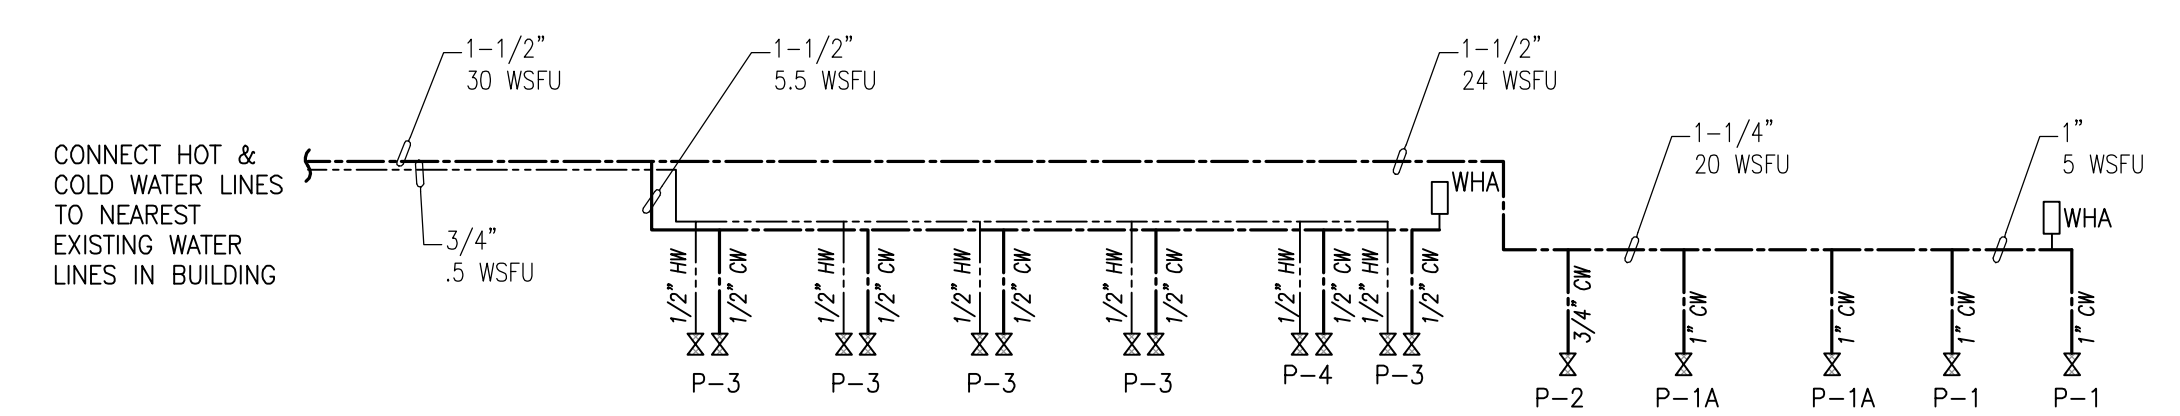 1-1/2"
30 WSFU
1-1/2"
5.5 WSFU
1-1/2"
24 WSFU
1-1/4"
20 WSFU
1"
5 WSFU
CONNECT HOT &
COLD WATER LINES
TO NEAREST
EXISTING WATER
LINES IN BUILDING
3/4"
.5 WSFU
WHA
WHA
1/2" HW
1/2" CW
1/2" HW
1/2" CW
1/2" HW
1/2" CW
1/2" HW
1/2" CW
1/2" HW
1/2" CW
1/2" HW
1/2" CW
3/4" CW
1" CW
1" CW
1" CW
1" CW
P-3
P-3
P-3
P-3
P-4
P-3
P-2
P-1A
P-1A
P-1
P-1